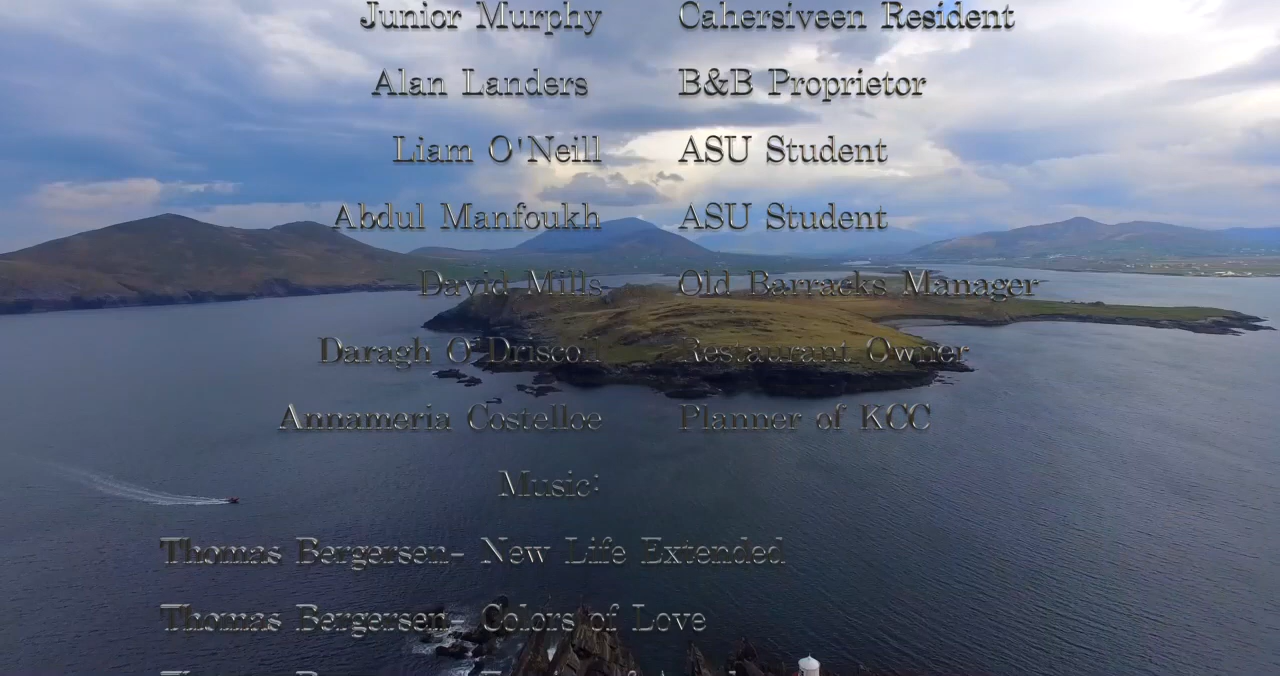 Junior Murphy Cahersiveen Resident
Alan Landers B&B Proprietor
Liam O'Neill ASU Student
Abdul Manfoukh ASU Student
David Mills Old Barracks Manager
Daragh O'Driscoll Restaurant Owner
Annameria Costelloe Planner of KCC
Music:
Thomas Bergersen- New Life Extended
Thomas Bergersen- Colors of Love